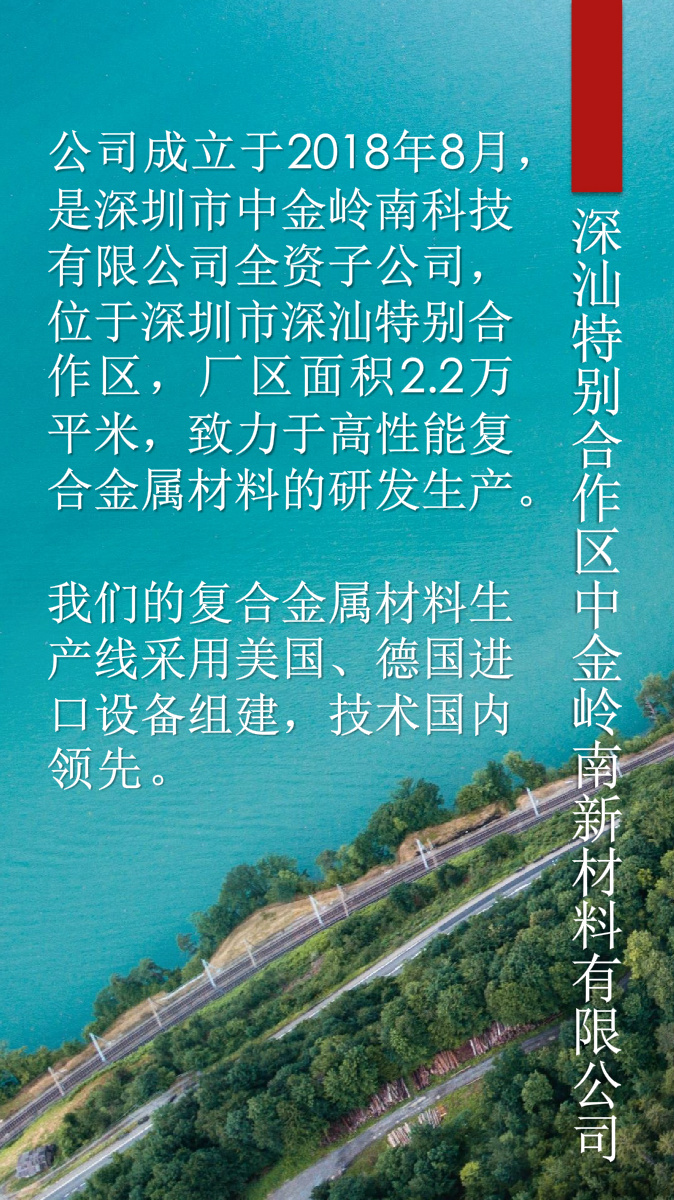 深汕特别合作区中金岭南新材料有限公司
公司成立于2018年8月，
是深圳市中金岭南科技
有限公司全资子公司，
位于深圳市深汕特别合
作区，厂区面积2.2万
平米，致力于高性能复
合金属材料的研发生产。
我们的复合金属材料生
产线采用美国、德国进
口设备组建，技术国内
领先。